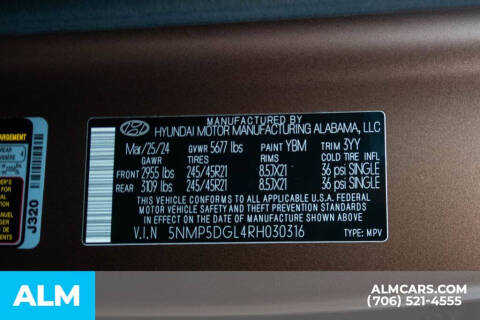 MANUFACTURED BY
HYUNDAI MOTOR MANUFACTURING ALABAMA, LLC
Mar/25/24 GVWR 5677 lbs PAINT YBM TRIM 3YY
GAWR TIRES RIMS COLD TIRE INFL
FRONT 2955 lbs 245/45R21 8.5JX21 36 psi SINGLE
REAR 3109 lbs 245/45R21 8.5JX21 36 psi SINGLE
THIS VEHICLE CONFORMS TO ALL APPLICABLE U.S.A. FEDERAL
MOTOR VEHICLE SAFETY AND THEFT PREVENTION STANDARDS
IN EFFECT ON THE DATE OF MANUFACTURE SHOWN ABOVE
V.I.N 5NMP5DGL4RH030316 TYPE: MPV
J320
ALM
ALMCARS.COM
(706) 521-4555